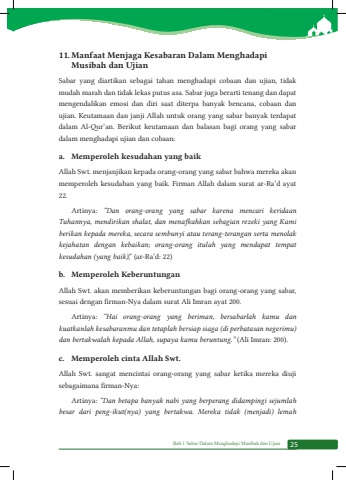 11. Manfaat Menjaga Kesabaran Dalam Menghadapi
Musibah dan Ujian
Sabar yang diartikan sebagai tahan menghadapi cobaan dan ujian, tidak
mudah marah dan tidak lekas putus asa. Sabar juga berarti tenang dan dapat
mengendalikan emosi dan diri saat diterpa banyak bencana, cobaan dan
ujian. Keutamaan dan janji Allah untuk orang yang sabar banyak terdapat
dalam Al-Qur'an. Berikut keutamaan dan balasan bagi orang yang sabar
dalam menghadapi ujian dan cobaan:
a. Memperoleh kesudahan yang baik
Allah Swt. menjanjikan kepada orang-orang yang sabar bahwa mereka akan
memperoleh kesudahan yang baik. Firman Allah dalam surat ar-Ra'd ayat
22.
Artinya: "Dan orang-orang yang sabar karena mencari keridaan
Tuhannya, mendirikan shalat, dan menafkahkan sebagian rezeki yang Kami
berikan kepada mereka, secara sembunyi atau terang-terangan serta menolak
kejahatan dengan kebaikan; orang-orang itulah yang mendapat tempat
kesudahan (yang baik)," (ar-Ra'd: 22)
b. Memperoleh Keberuntungan
Allah Swt. akan memberikan keberuntungan bagi orang-orang yang sabar,
sesuai dengan firman-Nya dalam surat Ali Imran ayat 200.
Artinya: "Hai orang-orang yang beriman, bersabarlah kamu dan
kuatkanlah kesabaranmu dan tetaplah bersiap siaga (di perbatasan negerimu)
dan bertakwalah kepada Allah, supaya kamu beruntung." (Ali Imran: 200).
c. Memperoleh cinta Allah Swt.
Allah Swt. sangat mencintai orang-orang yang sabar ketika mereka diuji
sebagaimana firman-Nya:
Artinya: "Dan betapa banyak nabi yang berperang didampingi sejumlah
besar dari peng-ikut(nya) yang bertakwa. Mereka tidak (menjadi) lemah
Bab 1 Sabar Dalam Menghadapi Musibah dan Ujian 25